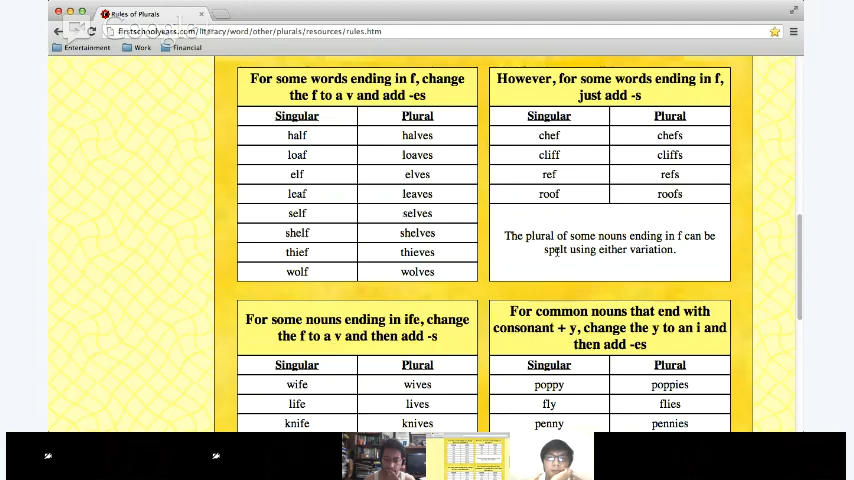 Rules of Plurals
Google+
firstschoolyears.com/literacy/word/other/plurals/resources/rules.htm
Entertainment Work Financial
For some words ending in f, change
the f to a v and add -es
Singular Plural
half halves
loaf loaves
elf elves
leaf leaves
self selves
shelf shelves
thief thieves
wolf wolves
However, for some words ending in f,
just add -s
Singular Plural
chef chefs
cliff cliffs
ref refs
roof roofs
The plural of some nouns ending in f can be
spelt using either variation.
For some nouns ending in ife, change
the f to a v and then add -s
Singular Plural
wife wives
life lives
knife knives
For common nouns that end with
consonant + y, change the y to an i and
then add -es
Singular Plural
poppy poppies
fly flies
penny pennies